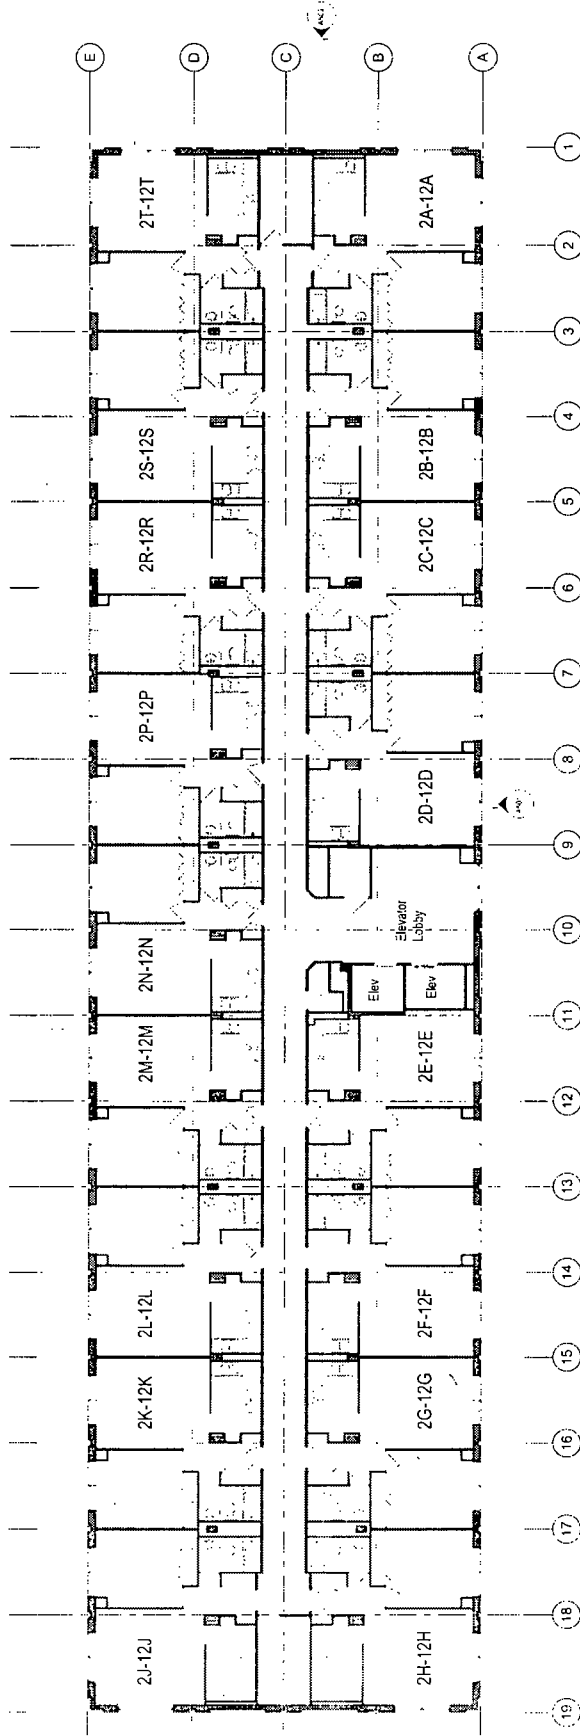 E
D
C
B
A
1
2T-12T
2A-12A
2
3
4
2S-12S
2B-12B
5
2R-12R
2C-12C
6
7
2P-12P
8
2D-12D
9
Elevator
Lobby
10
2N-12N
Elev
Elev
11
2M-12M
2E-12E
12
13
14
2L-12L
2F-12F
15
2K-12K
2G-12G
16
17
18
2J-12J
2H-12H
19